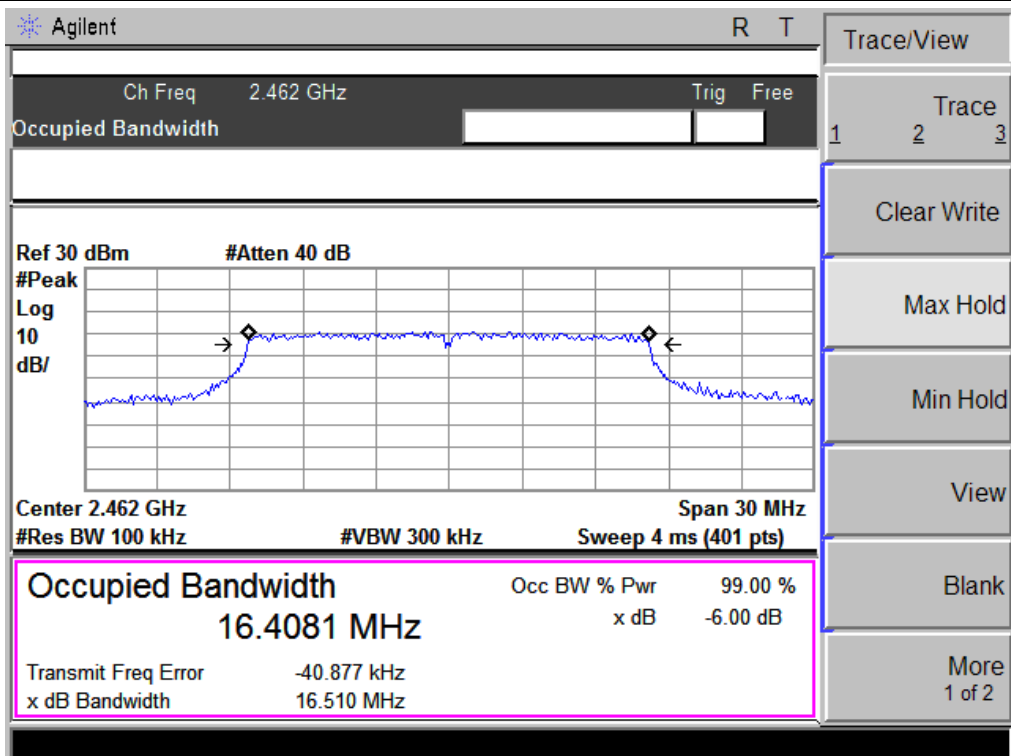 Agilent R T
Ch Freq 2.462 GHz Trig Free
Occupied Bandwidth
Ref 30 dBm #Atten 40 dB
#Peak
Log
10
dB/
Center 2.462 GHz Span 30 MHz
#Res BW 100 kHz #VBW 300 kHz Sweep 4 ms (401 pts)
Occupied Bandwidth Occ BW % Pwr 99.00 %
16.4081 MHz x dB -6.00 dB
Transmit Freq Error -40.877 kHz
x dB Bandwidth 16.510 MHz
Trace/View
Trace
1 2 3
Clear Write
Max Hold
Min Hold
View
Blank
More
1 of 2